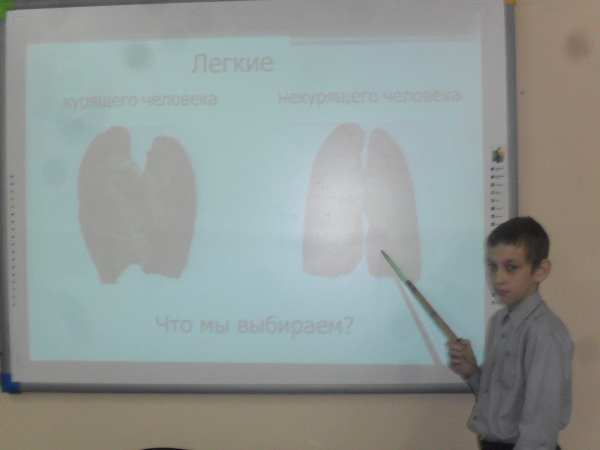 Легкие
курящего человека
некурящего человека
Что мы выбираем?